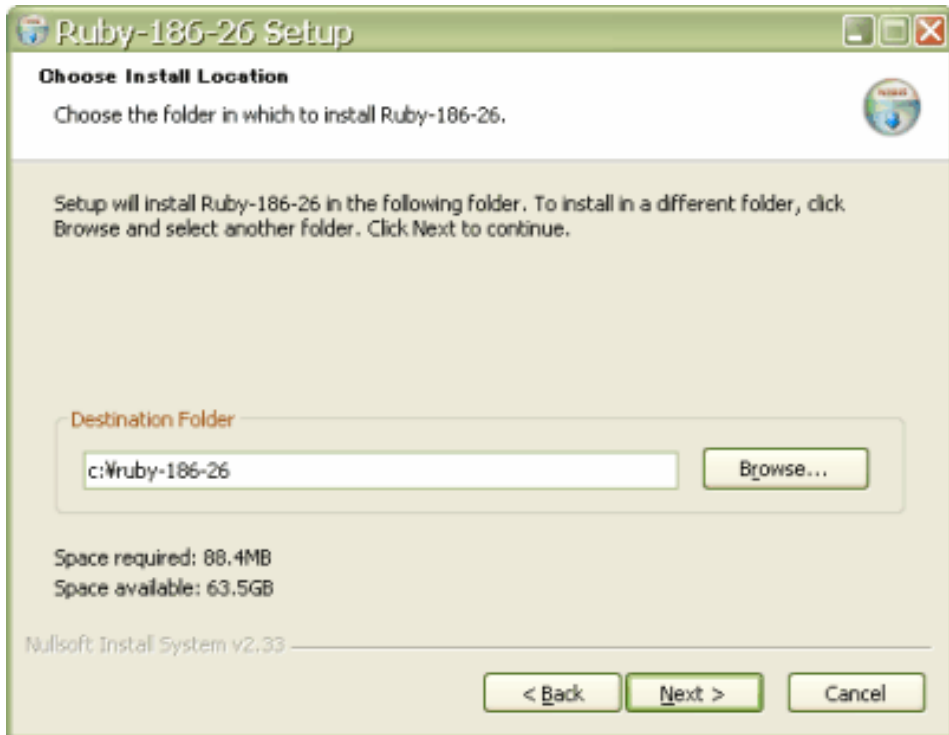 Ruby-186-26 Setup
Choose Install Location
Choose the folder in which to install Ruby-186-26.
Setup will install Ruby-186-26 in the following folder. To install in a different folder, click
Browse and select another folder. Click Next to continue.
Destination Folder
c:¥ruby-186-26
Browse...
Space required: 88.4MB
Space available: 63.5GB
Nullsoft Install System v2.33
< Back
Next >
Cancel